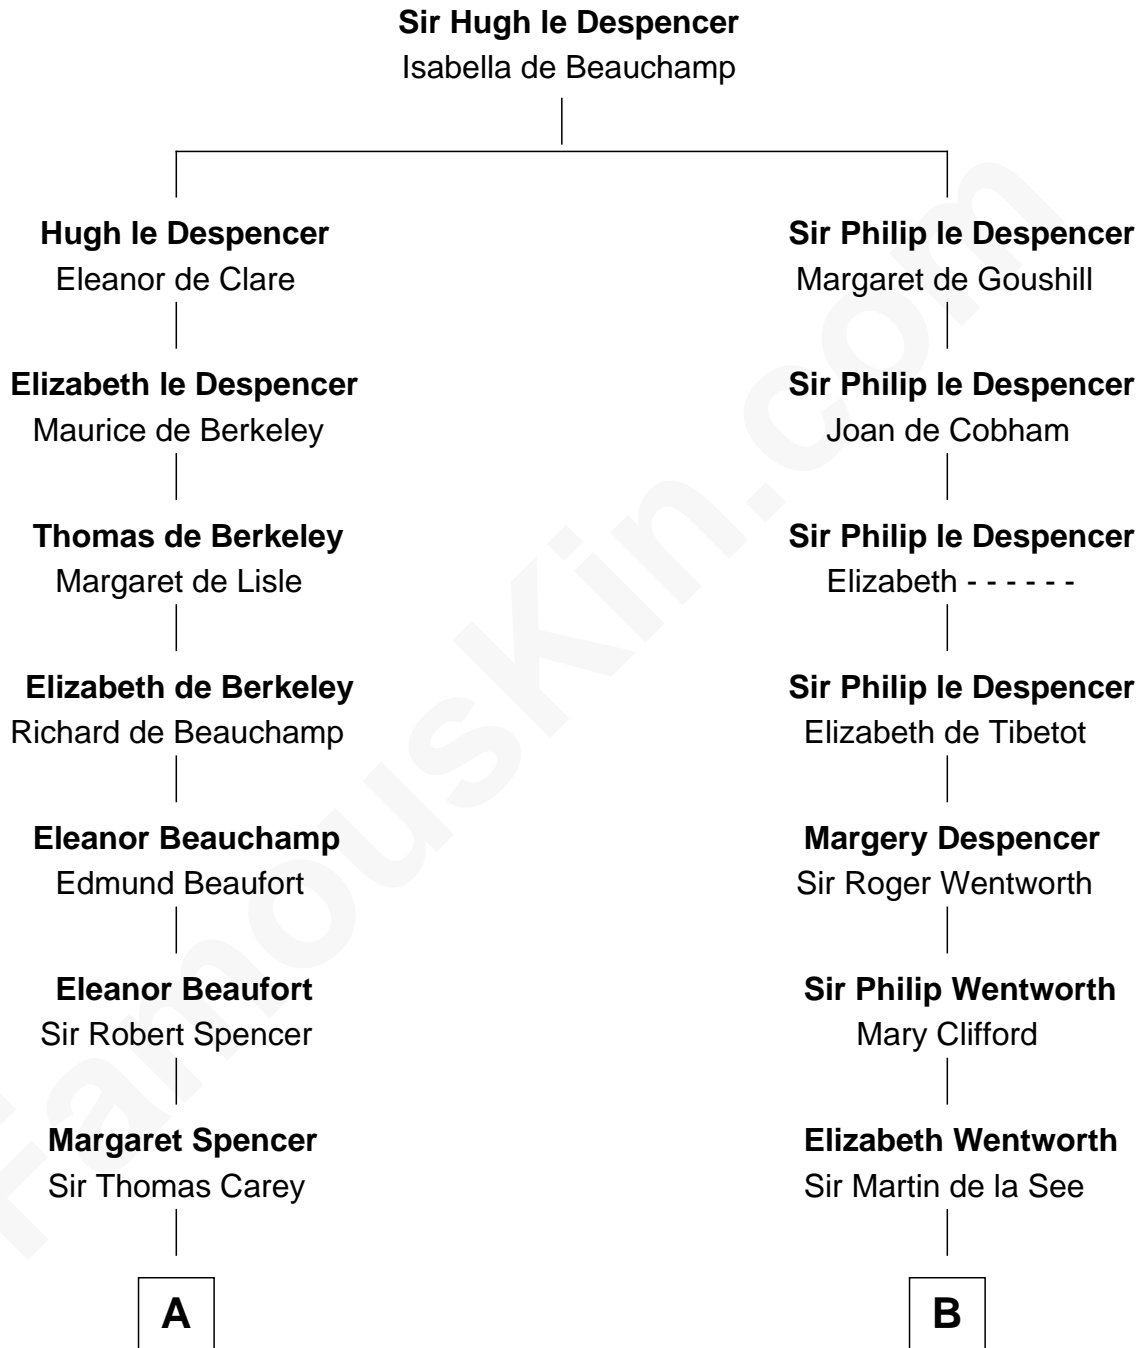 Sir Hugh le Despencer
Isabella de Beauchamp
Hugh le Despencer
Eleanor de Clare
Sir Philip le Despencer
Margaret de Goushill
Elizabeth le Despencer
Maurice de Berkeley
Sir Philip le Despencer
Joan de Cobham
Thomas de Berkeley
Margaret de Lisle
Sir Philip le Despencer
Elizabeth - - - - - -
Elizabeth de Berkeley
Richard de Beauchamp
Sir Philip le Despencer
Elizabeth de Tibetot
Eleanor Beauchamp
Edmund Beaufort
Margery Despencer
Sir Roger Wentworth
Eleanor Beaufort
Sir Robert Spencer
Sir Philip Wentworth
Mary Clifford
Margaret Spencer
Sir Thomas Carey
Elizabeth Wentworth
Sir Martin de la See
A
B
FamousKin.com